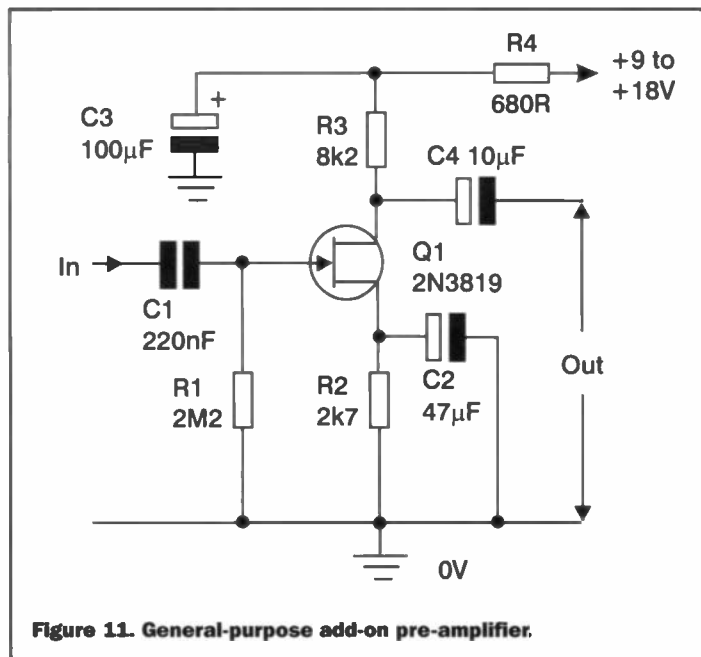 R4
680R
+9 to
+18V
C3
100µF
+
R3
8k2
C4 10µF
In
C1
220nF
Q1
2N3819
R1
2M2
R2
2k7
C2
47µF
Out
0V
Figure 11. General-purpose add-on pre-amplifier.